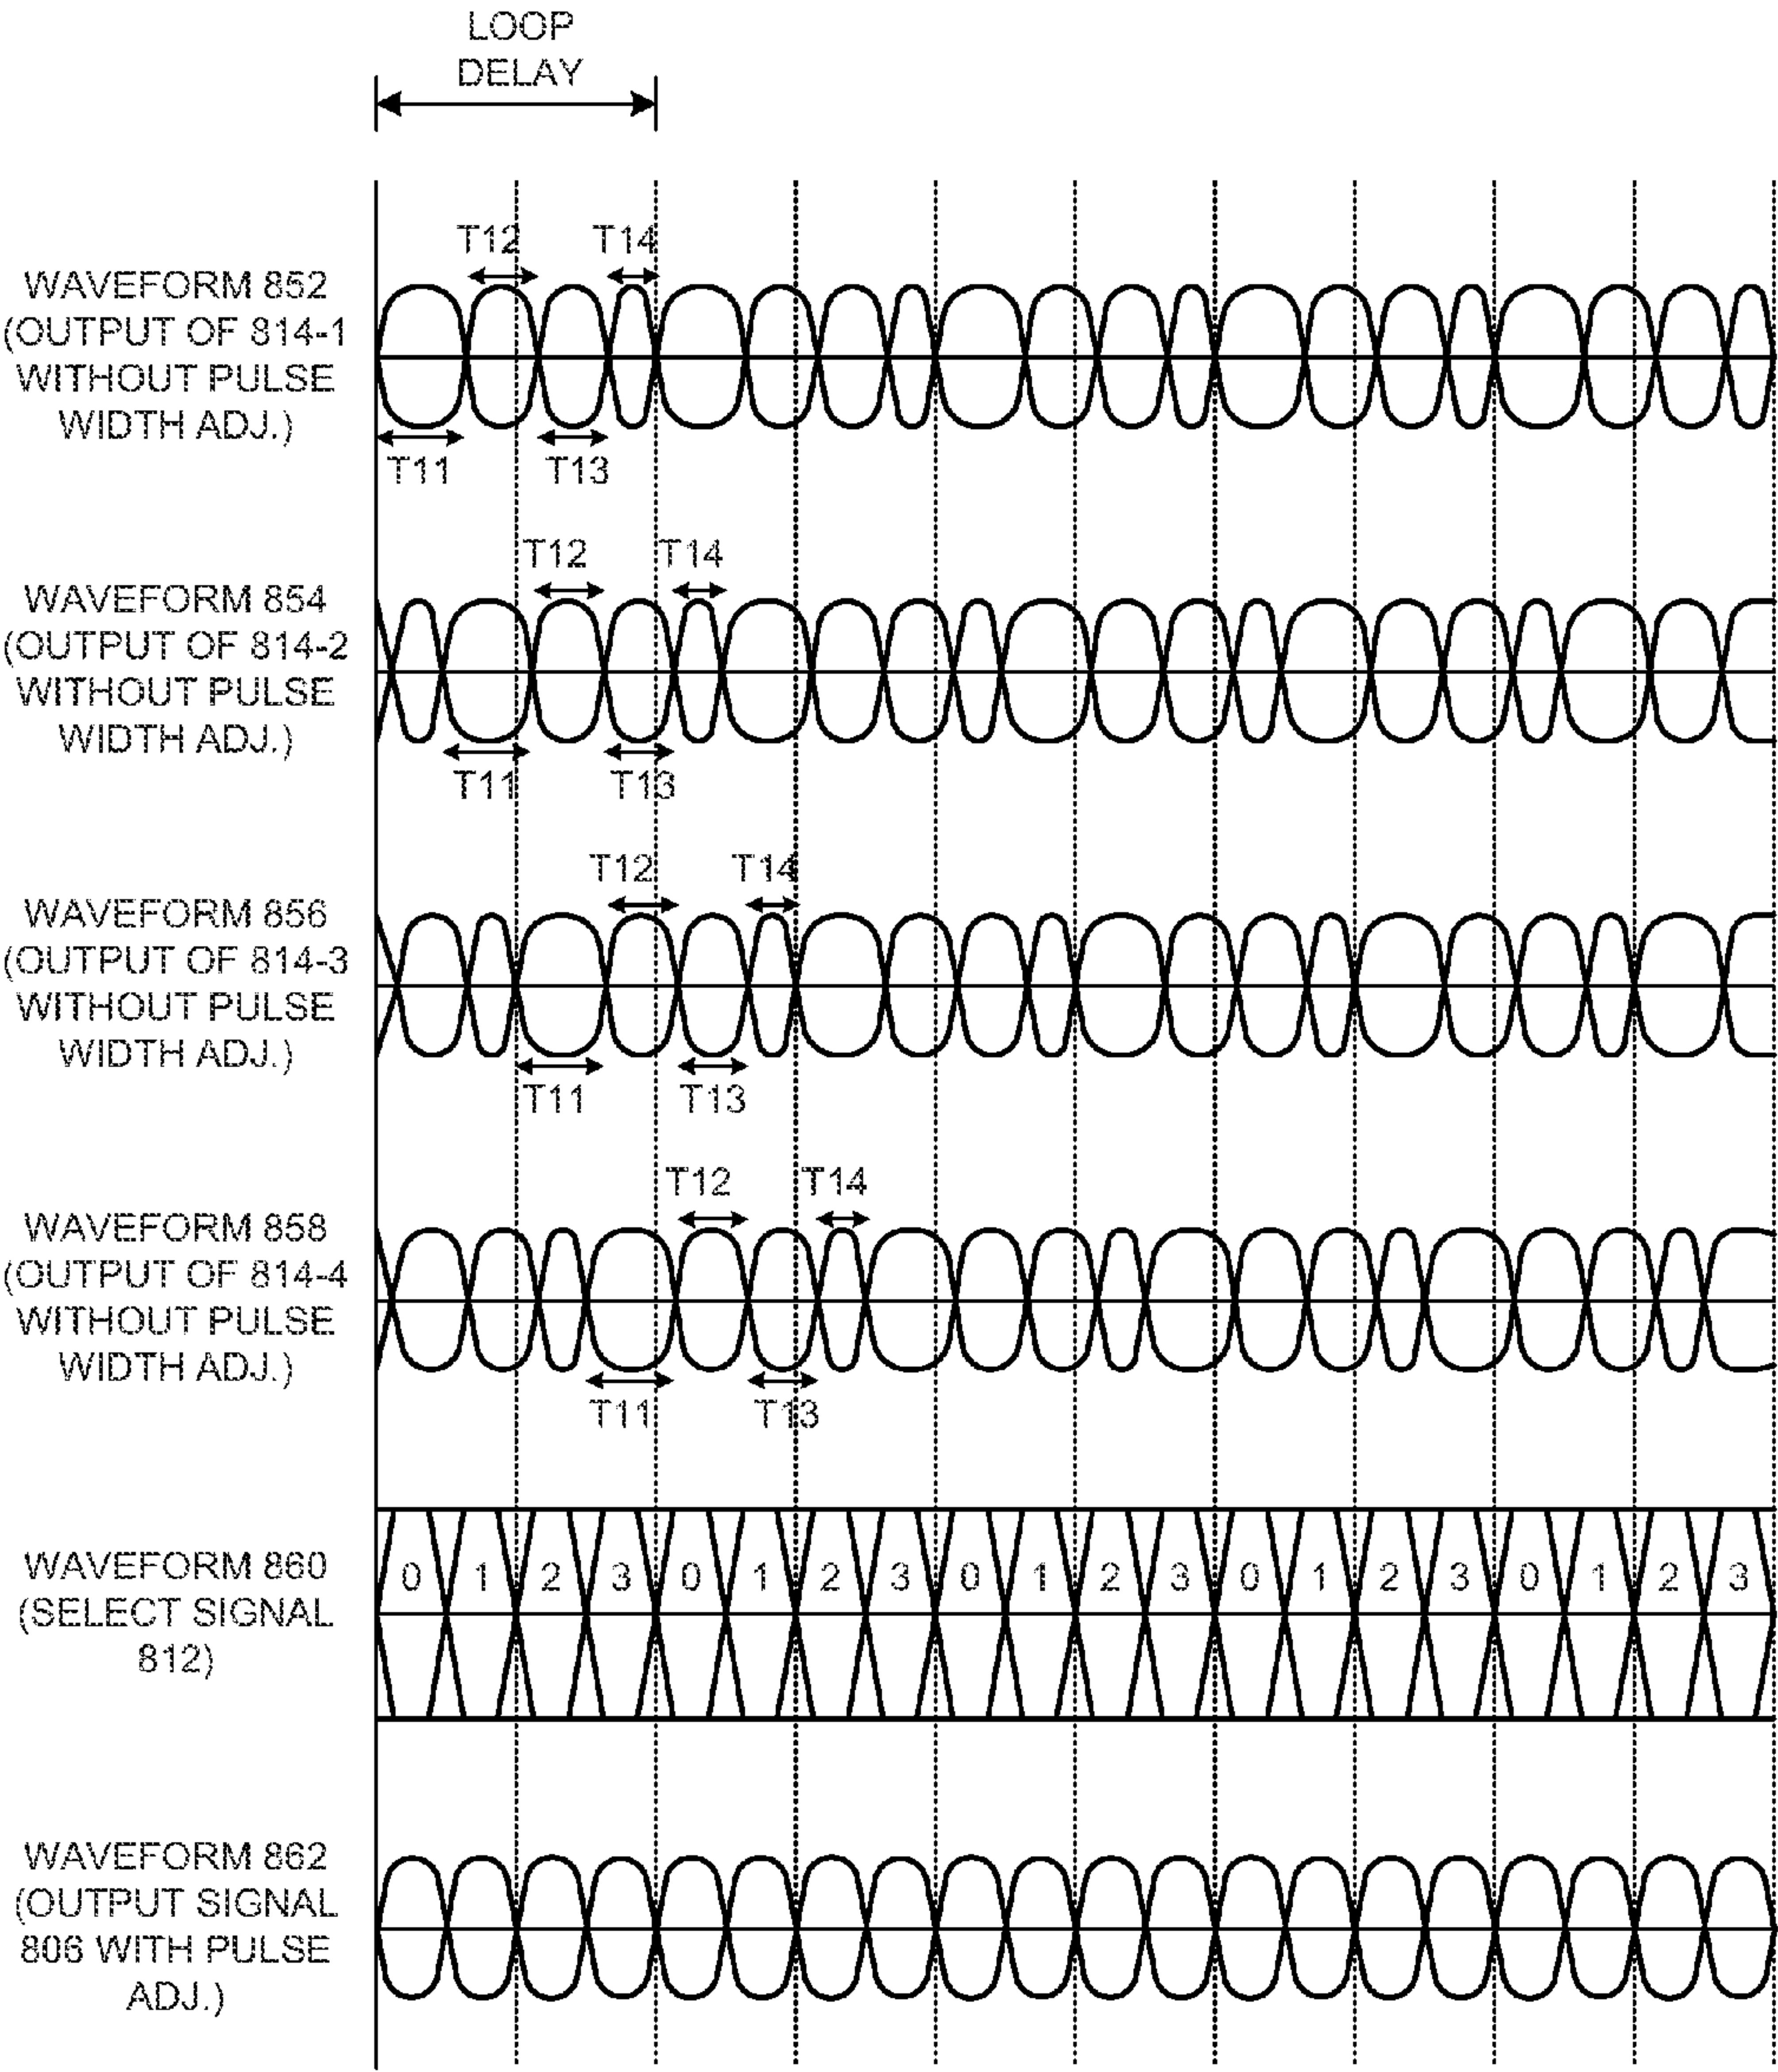 LOOP
DELAY
T12 T14
WAVEFORM 852
(OUTPUT OF 814-1
WITHOUT PULSE
WIDTH ADJ.)
T11 T13
T12 T14
WAVEFORM 854
(OUTPUT OF 814-2
WITHOUT PULSE
WIDTH ADJ.)
T11 T13
T12 T14
WAVEFORM 856
(OUTPUT OF 814-3
WITHOUT PULSE
WIDTH ADJ.)
T11 T13
T12 T14
WAVEFORM 858
(OUTPUT OF 814-4
WITHOUT PULSE
WIDTH ADJ.)
T11 T13
WAVEFORM 860
(SELECT SIGNAL
812)
0 1 2 3 0 1 2 3 0 1 2 3 0 1 2 3 0 1 2 3
WAVEFORM 862
(OUTPUT SIGNAL
806 WITH PULSE
ADJ.)